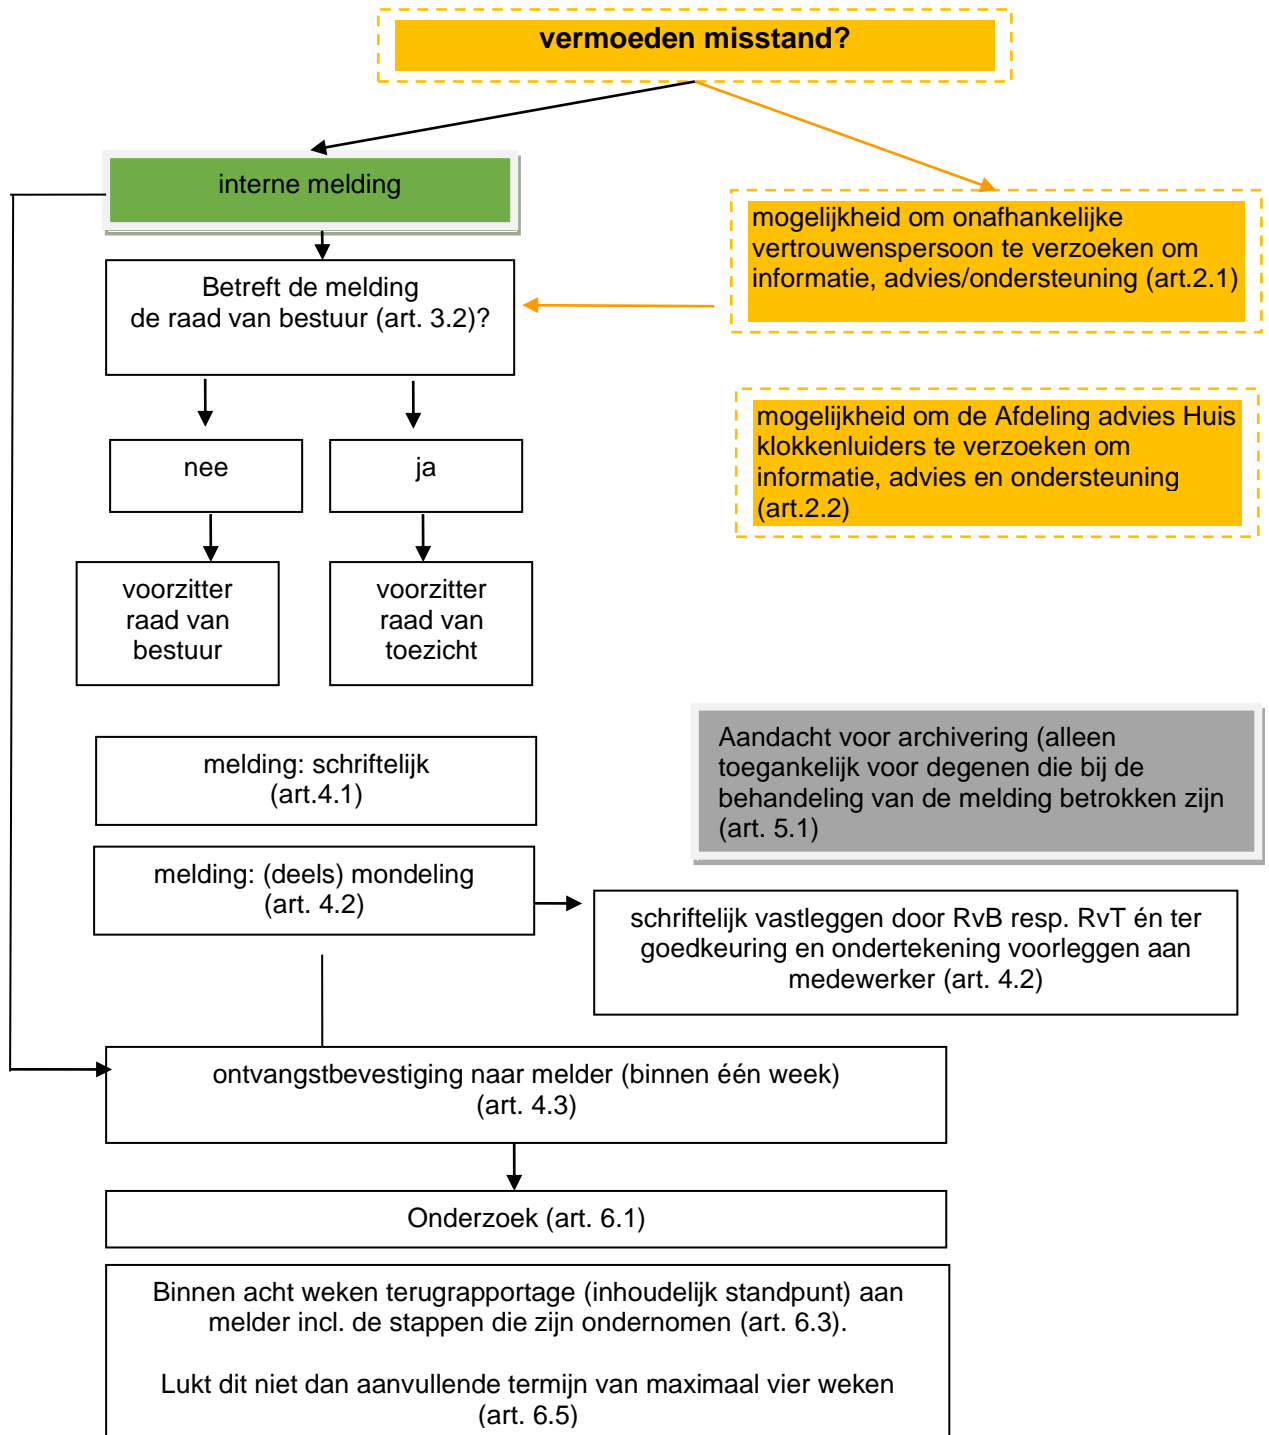 vermoeden misstand?
interne melding
mogelijkheid om onafhankelijke
vertrouwenspersoon te verzoeken om
informatie, advies/ondersteuning (art.2.1)
Betreft de melding
de raad van bestuur (art. 3.2)?
mogelijkheid om de Afdeling advies Huis
klokkenluiders te verzoeken om
informatie, advies en ondersteuning
(art.2.2)
nee
ja
voorzitter
raad van
bestuur
voorzitter
raad van
toezicht
Aandacht voor archivering (alleen
toegankelijk voor degenen die bij de
behandeling van de melding betrokken zijn
(art. 5.1)
melding: schriftelijk
(art.4.1)
melding: (deels) mondeling
(art. 4.2)
schriftelijk vastleggen door RvB resp. RvT én ter
goedkeuring en ondertekening voorleggen aan
medewerker (art. 4.2)
ontvangstbevestiging naar melder (binnen één week)
(art. 4.3)
Onderzoek (art. 6.1)
Binnen acht weken terugrapportage (inhoudelijk standpunt) aan
melder incl. de stappen die zijn ondernomen (art. 6.3).
Lukt dit niet dan aanvullende termijn van maximaal vier weken
(art. 6.5)